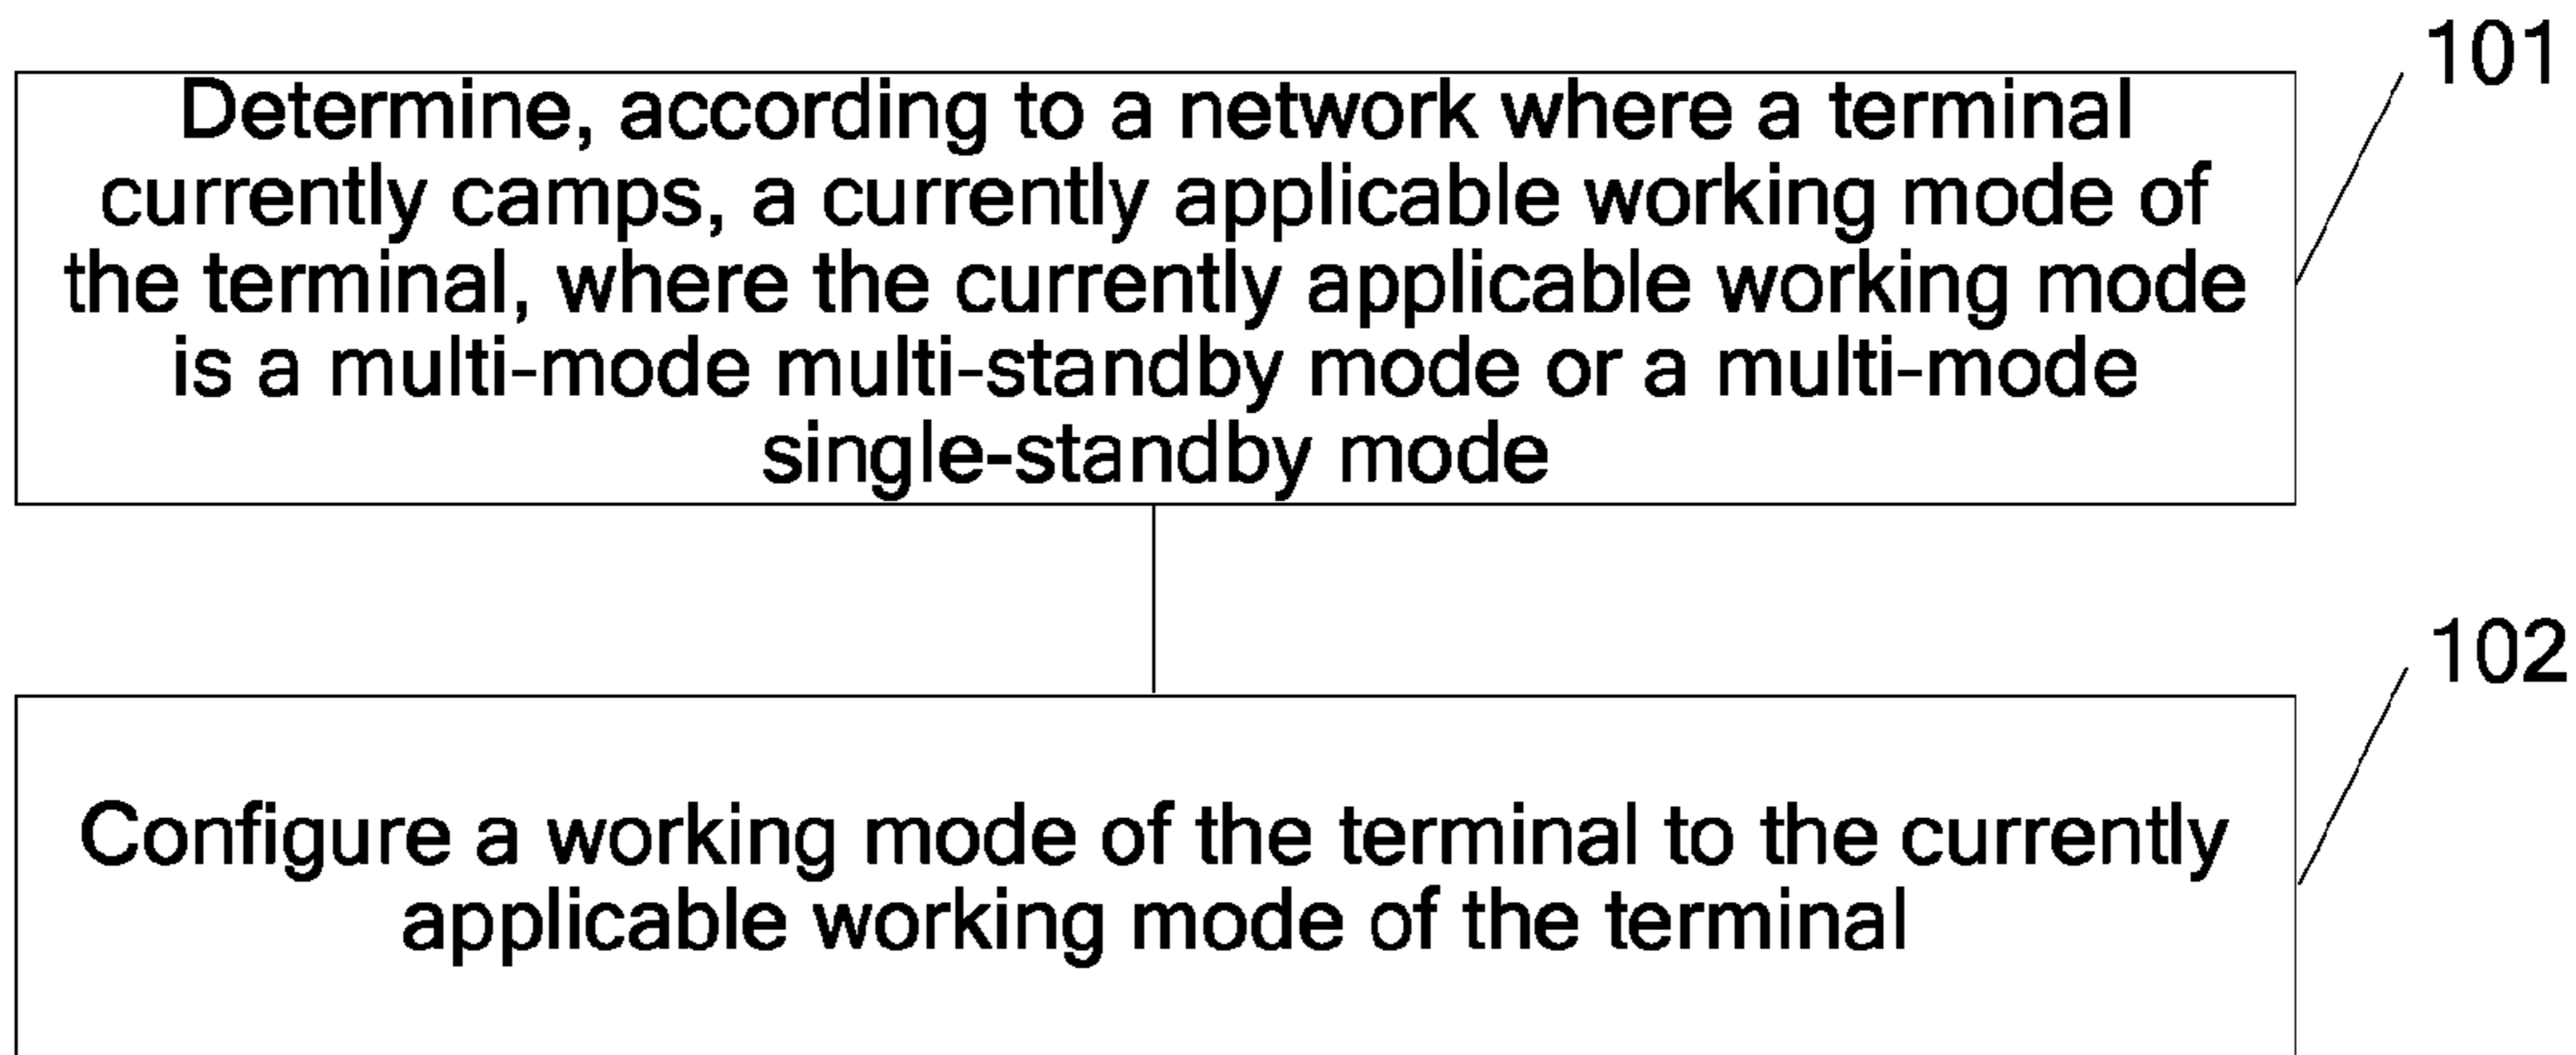 101
Determine, according to a network where a terminal
currently camps, a currently applicable working mode of
the terminal, where the currently applicable working mode
is a multi-mode multi-standby mode or a multi-mode
single-standby mode
102
Configure a working mode of the terminal to the currently
applicable working mode of the terminal